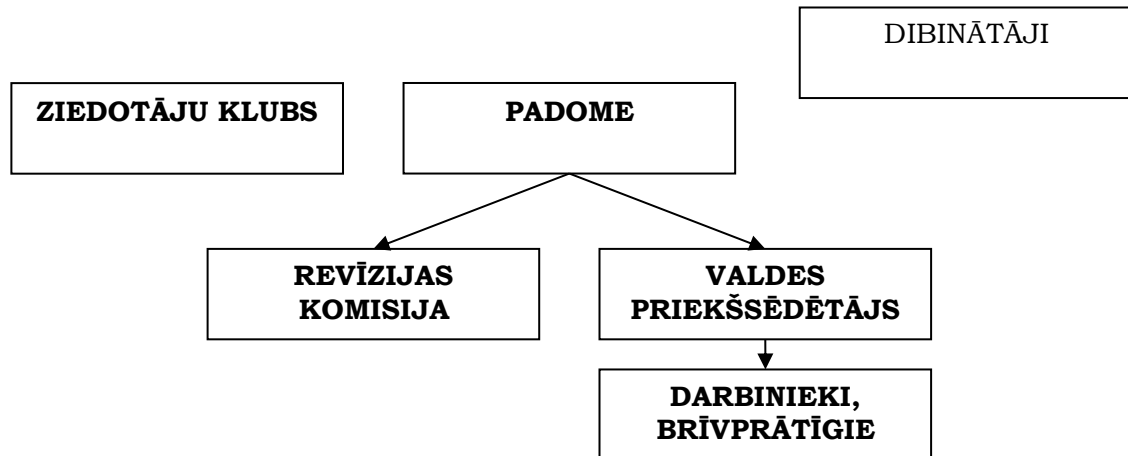 DIBINĀTĀJI
ZIEDOTĀJU KLUBS
PADOME
REVĪZIJAS
KOMISIJA
VALDES
PRIEKŠSĒDĒTĀJS
DARBINIEKI,
BRĪVPRĀTĪGIE